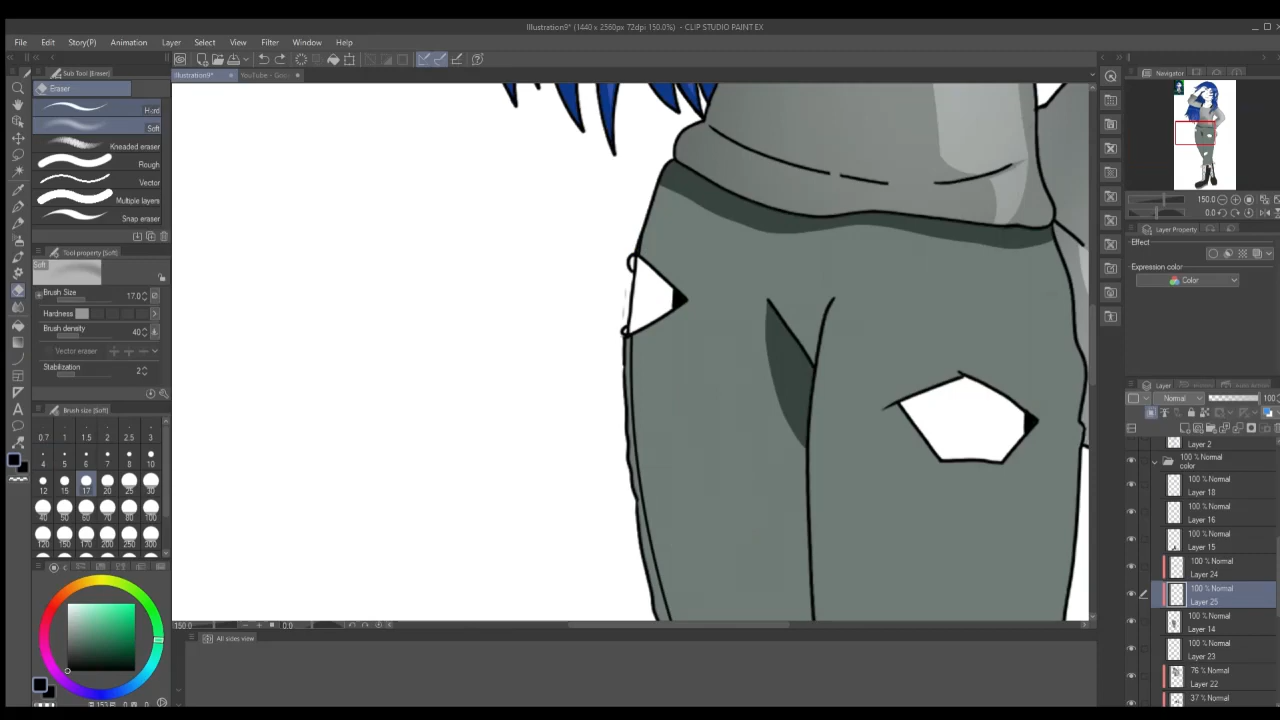 Illustration9* (1440 x 2560px 72dpi 150.0%) - CLIP STUDIO PAINT EX
File Edit Story(P) Animation Layer Select View Filter Window Help
Sub Tool [Eraser]
Illustration9*
YouTube - Goo
Navigator
Eraser
Hard
Soft
Kneaded eraser
Rough
Vector
Multiple layers
Snap eraser
150.0
0.0
Layer Property
Effect
Expression color
Color
Tool property [Soft]
Soft
Brush Size 17.0
Hardness
Brush density 40
Vector eraser
Stabilization 2
Brush size [Soft]
0.7 1 1.5 2 2.5 3
4 5 6 7 8 10
12 15 17 20 25 30
40 50 60 70 80 100
120 150 170 200 250 300
Layer
Normal 100
Layer 2
100 % Normal
color
100 % Normal
Layer 18
100 % Normal
Layer 16
100 % Normal
Layer 15
100 % Normal
Layer 24
100 % Normal
Layer 25
100 % Normal
Layer 14
100 % Normal
Layer 23
76 % Normal
Layer 22
37 % Normal
150.0 0.0
All sides view
153 0 0